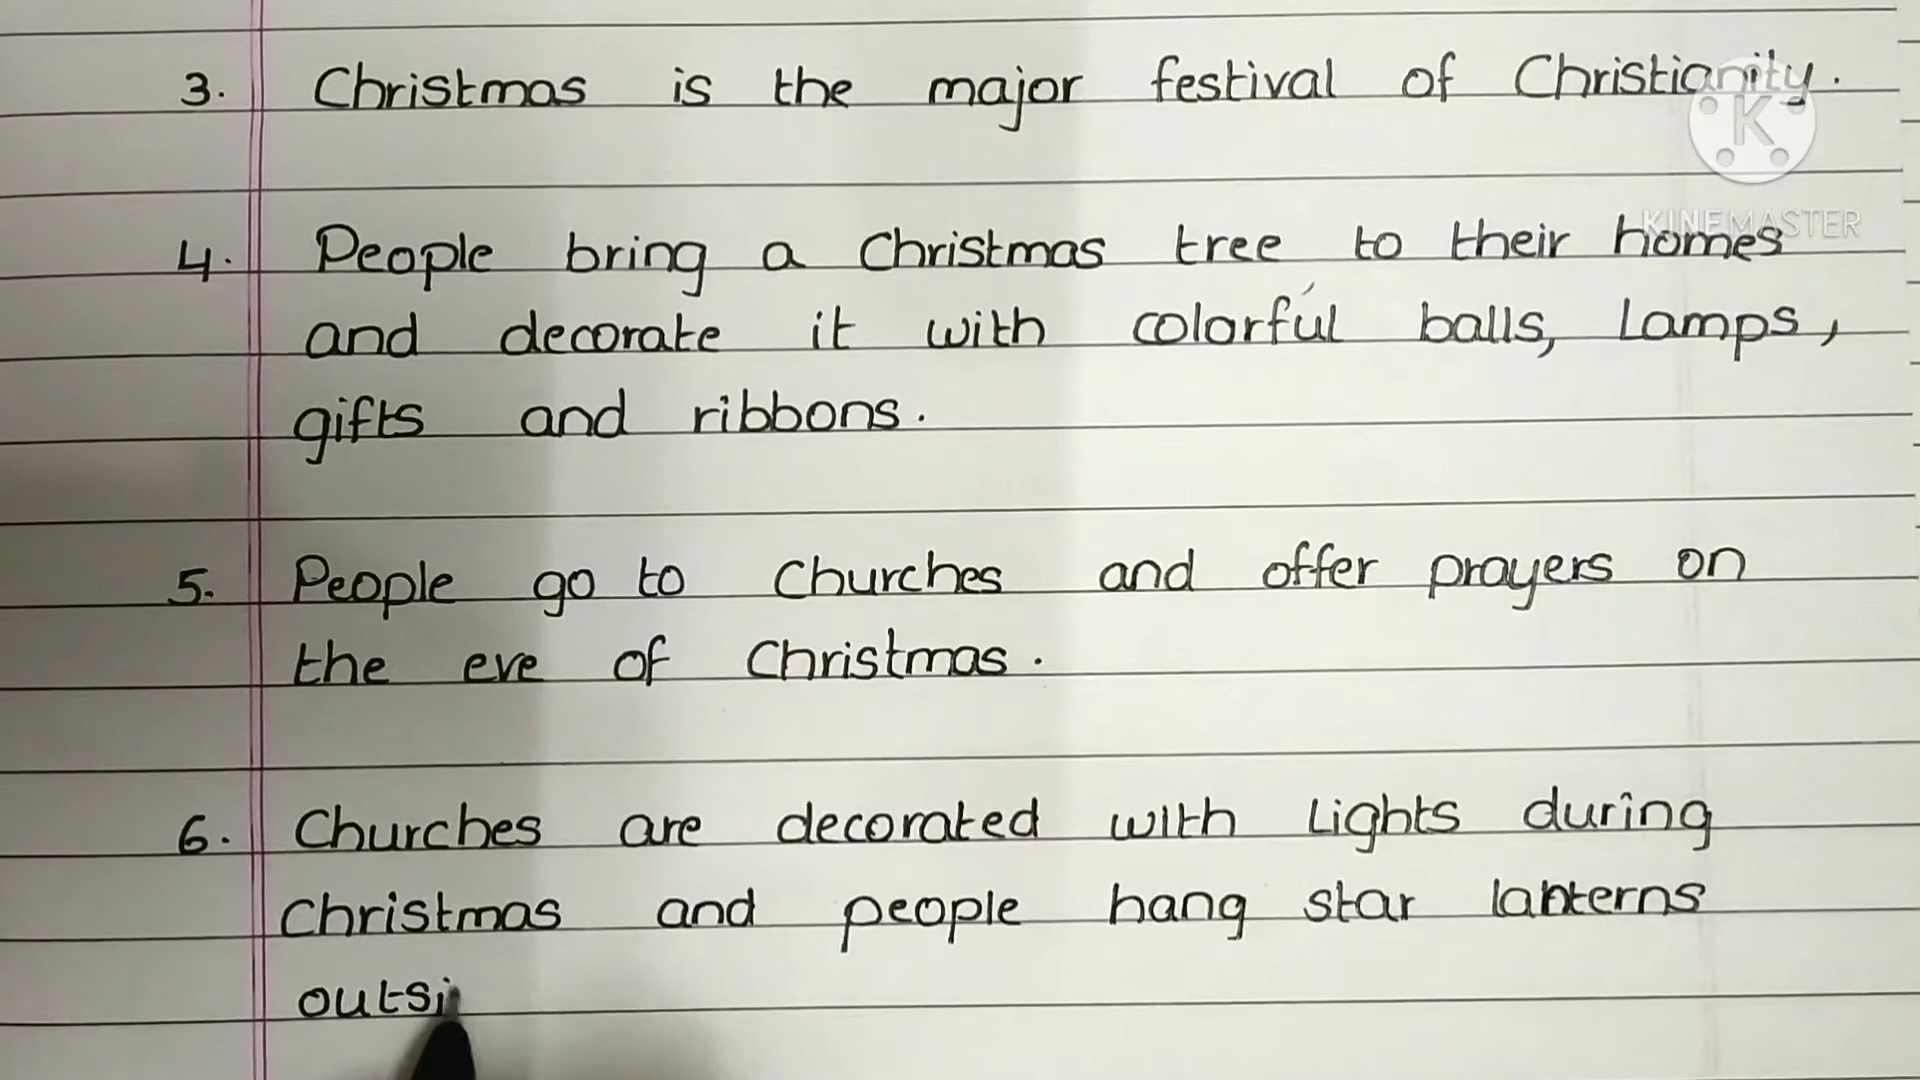 3. Christmas is the major festival of Christianity.
K
KINEMASTER
4. People bring a Christmas tree to their homes
and decorate it with colorful balls, Lamps,
gifts and ribbons.
5. People go to Churches and offer prayers on
the eve of Christmas.
6. Churches are decorated with Lights during
Christmas and people hang star lanterns
outsi